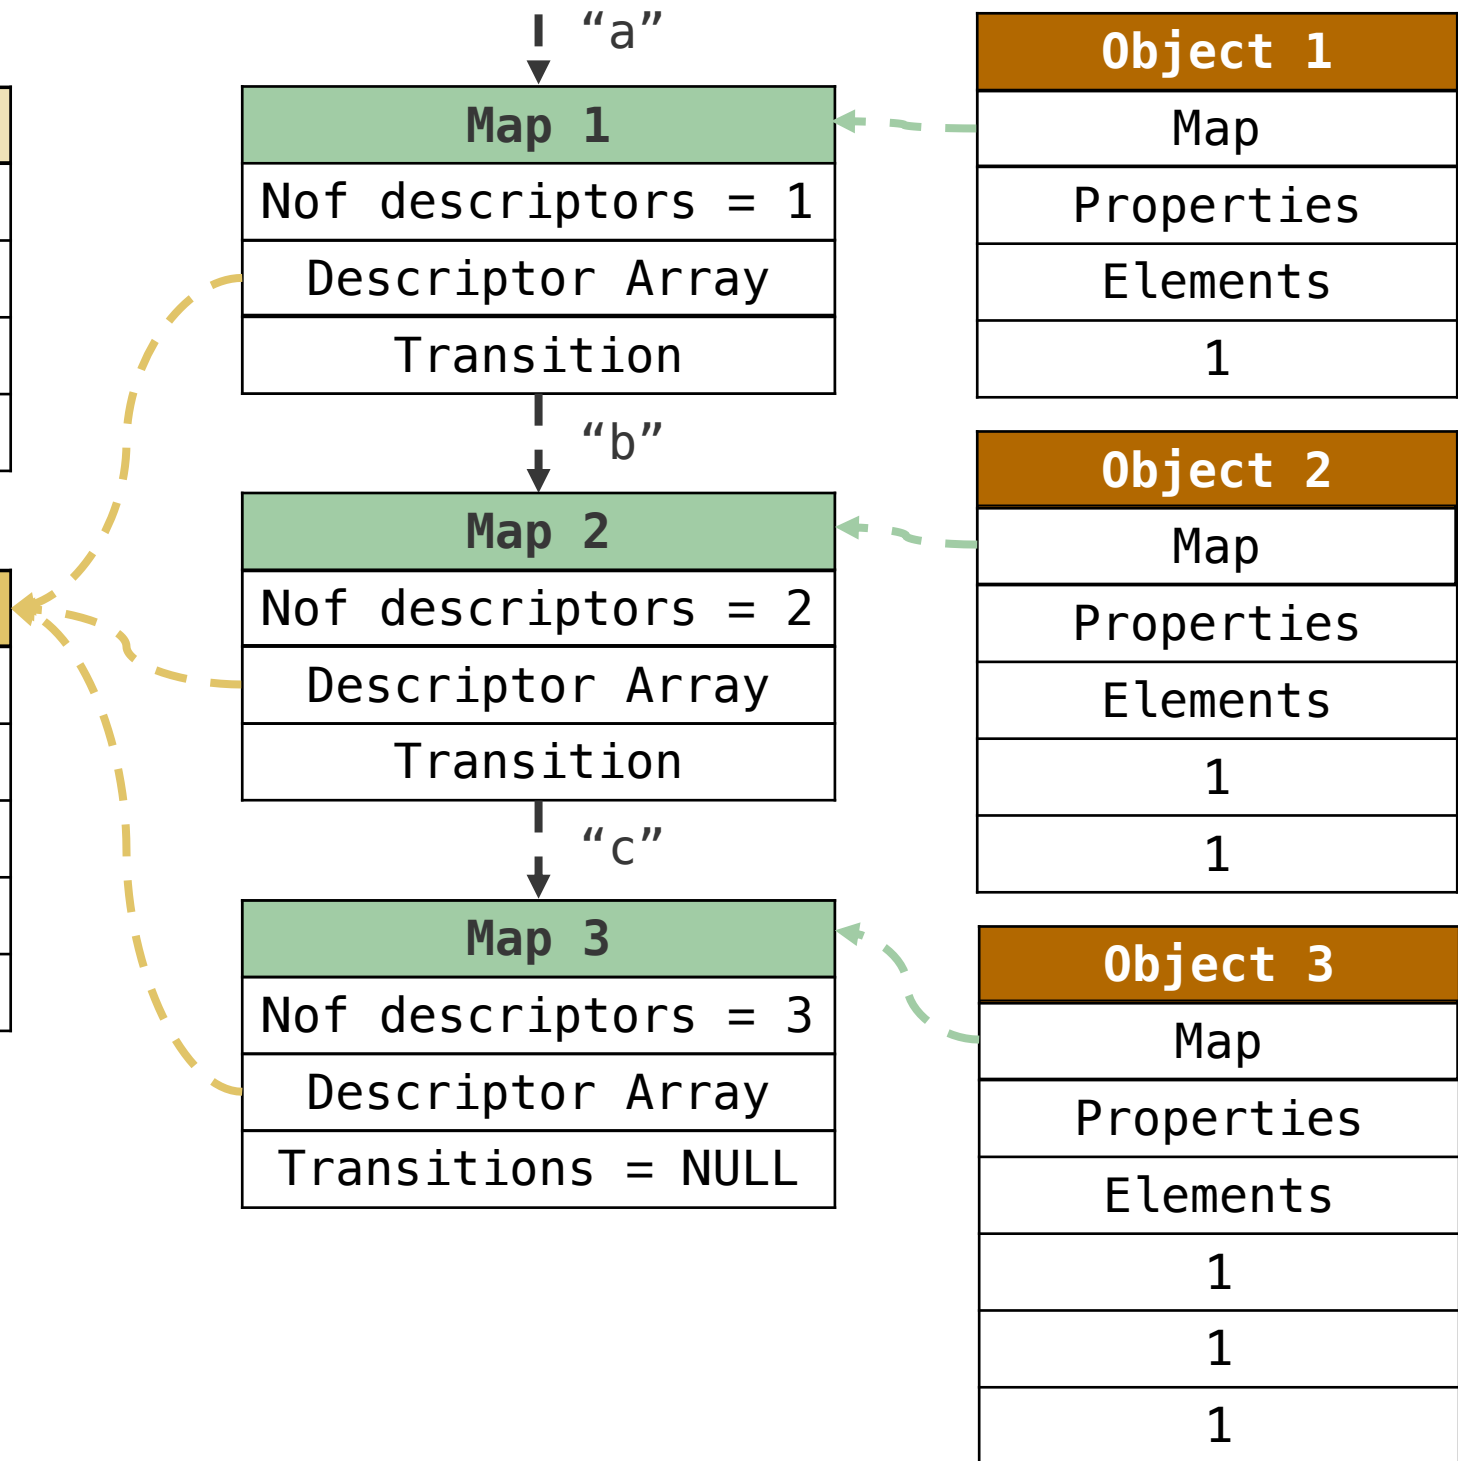 “a”
Map 1
Nof descriptors = 1
Descriptor Array
Transition
“b”
Map 2
Nof descriptors = 2
Descriptor Array
Transition
“c”
Map 3
Nof descriptors = 3
Descriptor Array
Transitions = NULL
Object 1
Map
Properties
Elements
1
Object 2
Map
Properties
Elements
1
1
Object 3
Map
Properties
Elements
1
1
1